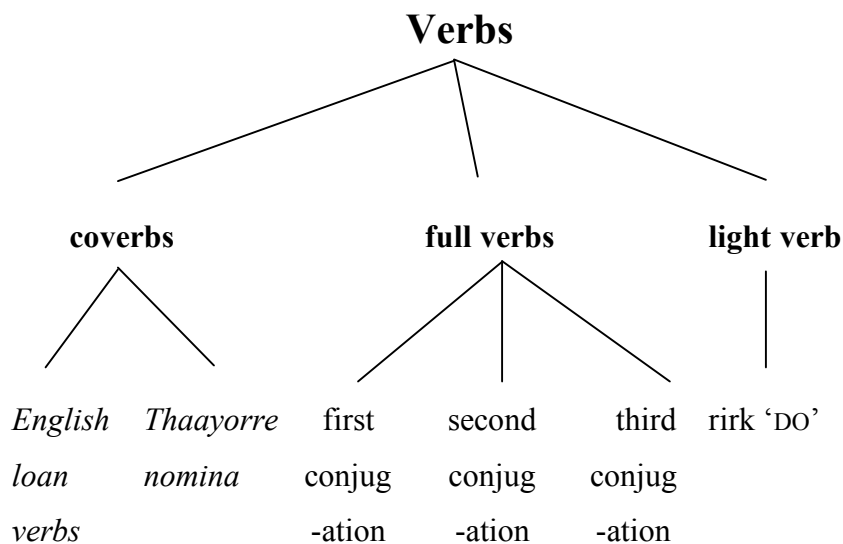 Verbs
coverbs full verbs light verb
English Thaayorre first second third rirk ‘DO’
loan nomina conjug conjug conjug
verbs -ation -ation -ation